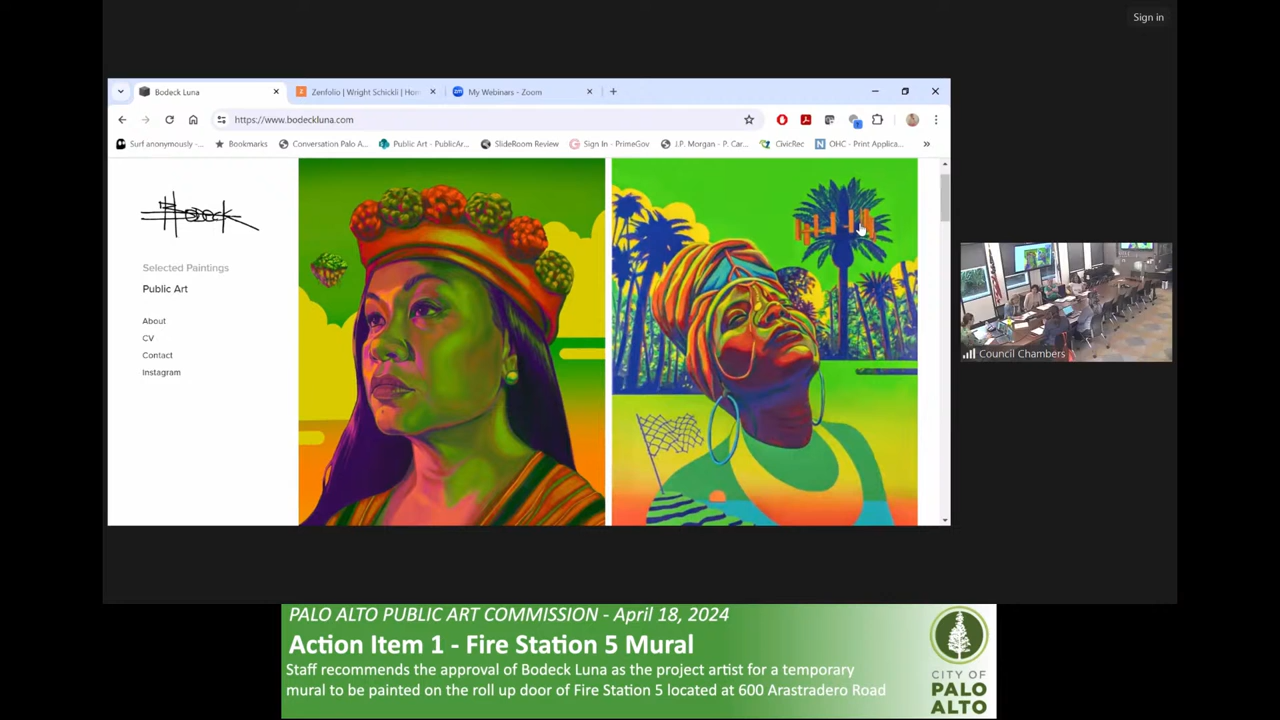 Sign in
Bodeck Luna
Zenfolio | Wright Schickli | Hom
My Webinars - Zoom
https://www.bodeckluna.com
Surf anonymously -...
Bookmarks
Conversation Palo A...
Public Art - PublicAr...
SlideRoom Review
Sign In - PrimeGov
J.P. Morgan - P. Car...
CivicRec
OHC - Print Applica...
Bodeck
Selected Paintings
Public Art
About
CV
Contact
Instagram
Council Chambers
PALO ALTO PUBLIC ART COMMISSION - April 18, 2024
Action Item 1 - Fire Station 5 Mural
Staff recommends the approval of Bodeck Luna as the project artist for a temporary
mural to be painted on the roll up door of Fire Station 5 located at 600 Arastradero Road
CITY OF
PALO
ALTO